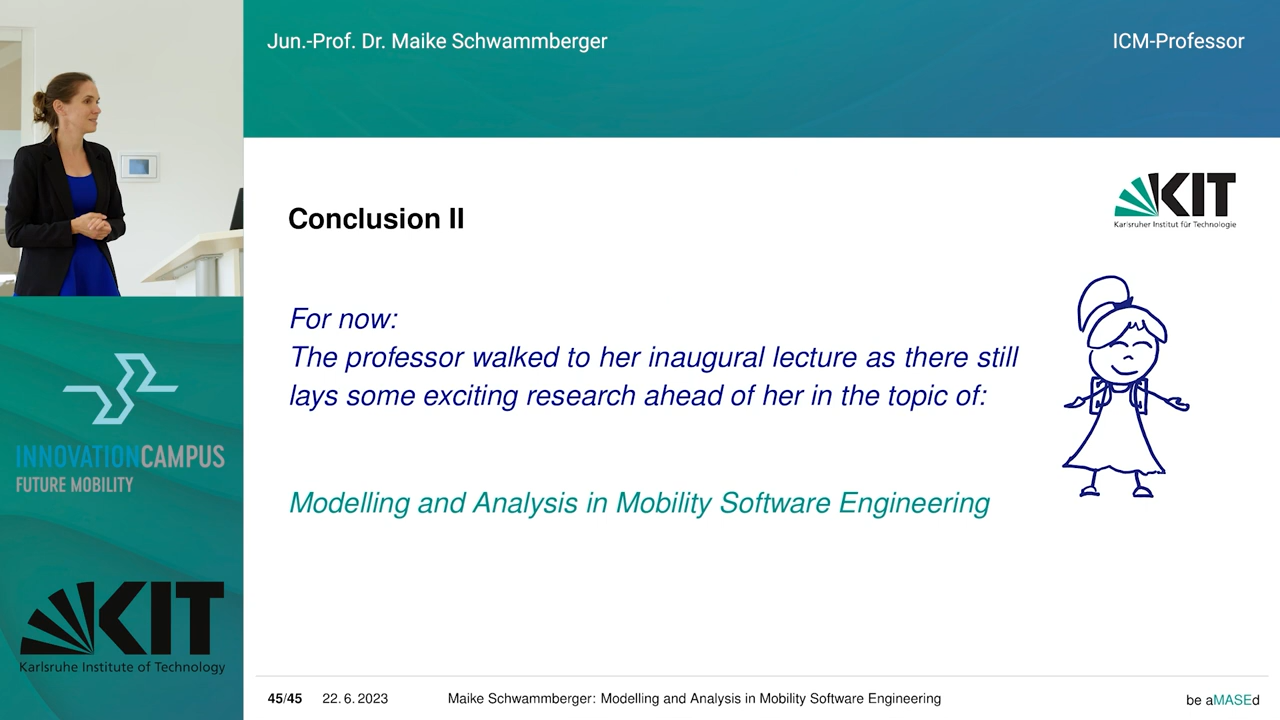 Jun.-Prof. Dr. Maike Schwammberger
ICM-Professor
KIT
Karlsruher Institut für Technologie
Conclusion II
For now:
The professor walked to her inaugural lecture as there still
lays some exciting research ahead of her in the topic of:
Modelling and Analysis in Mobility Software Engineering
INNOVATIONCAMPUS
FUTURE MOBILITY
KIT
Karlsruhe Institute of Technology
45/45 22. 6. 2023 Maike Schwammberger: Modelling and Analysis in Mobility Software Engineering be aMASEd